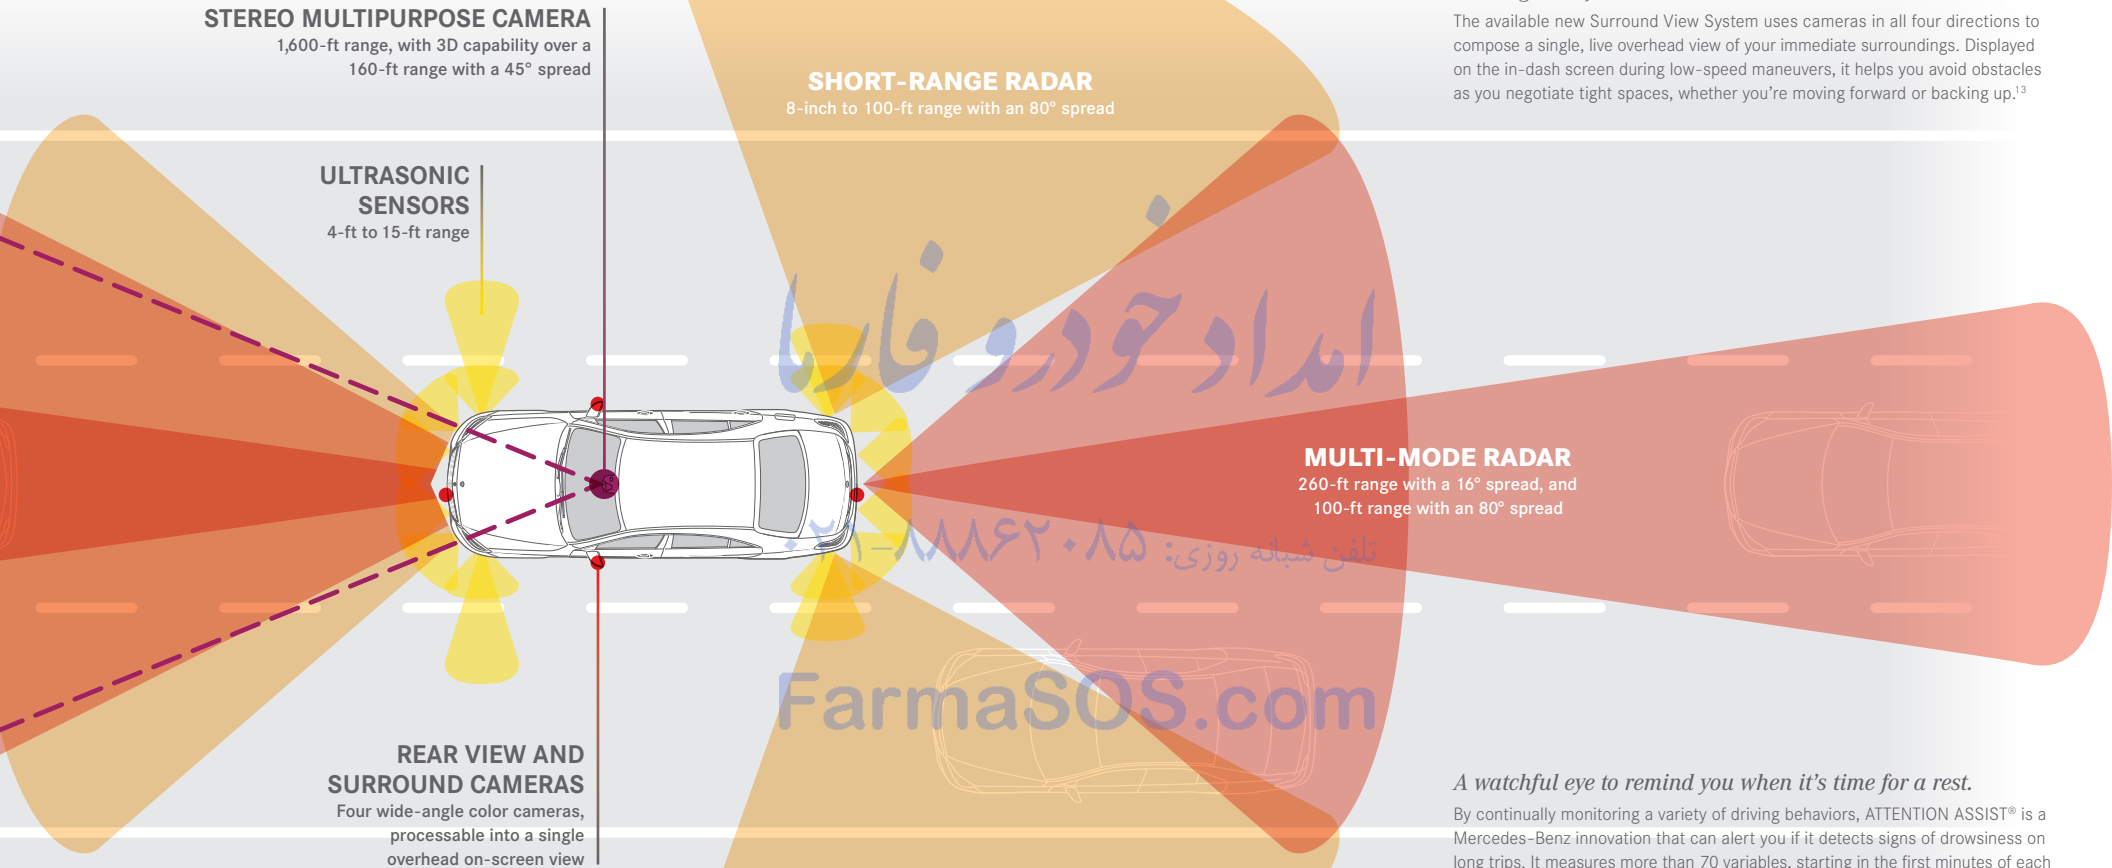 STEREO MULTIPURPOSE CAMERA
1,600-ft range, with 3D capability over a
160-ft range with a 45° spread
SHORT-RANGE RADAR
8-inch to 100-ft range with an 80° spread
The available new Surround View System uses cameras in all four directions to
compose a single, live overhead view of your immediate surroundings. Displayed
on the in-dash screen during low-speed maneuvers, it helps you avoid obstacles
as you negotiate tight spaces, whether you’re moving forward or backing up.¹³
ULTRASONIC
SENSORS
4-ft to 15-ft range
امداد خودرو فارما
MULTI-MODE RADAR
260-ft range with a 16° spread, and
100-ft range with an 80° spread
تلفن شبانه روزی: ۰۲۱-۸۸۸۶۲۰۸۵
FarmaSOS.com
REAR VIEW AND
SURROUND CAMERAS
Four wide-angle color cameras,
processable into a single
overhead on-screen view
A watchful eye to remind you when it’s time for a rest.
By continually monitoring a variety of driving behaviors, ATTENTION ASSIST® is a
Mercedes-Benz innovation that can alert you if it detects signs of drowsiness on
long trips. It measures more than 70 variables, starting in the first minutes of each